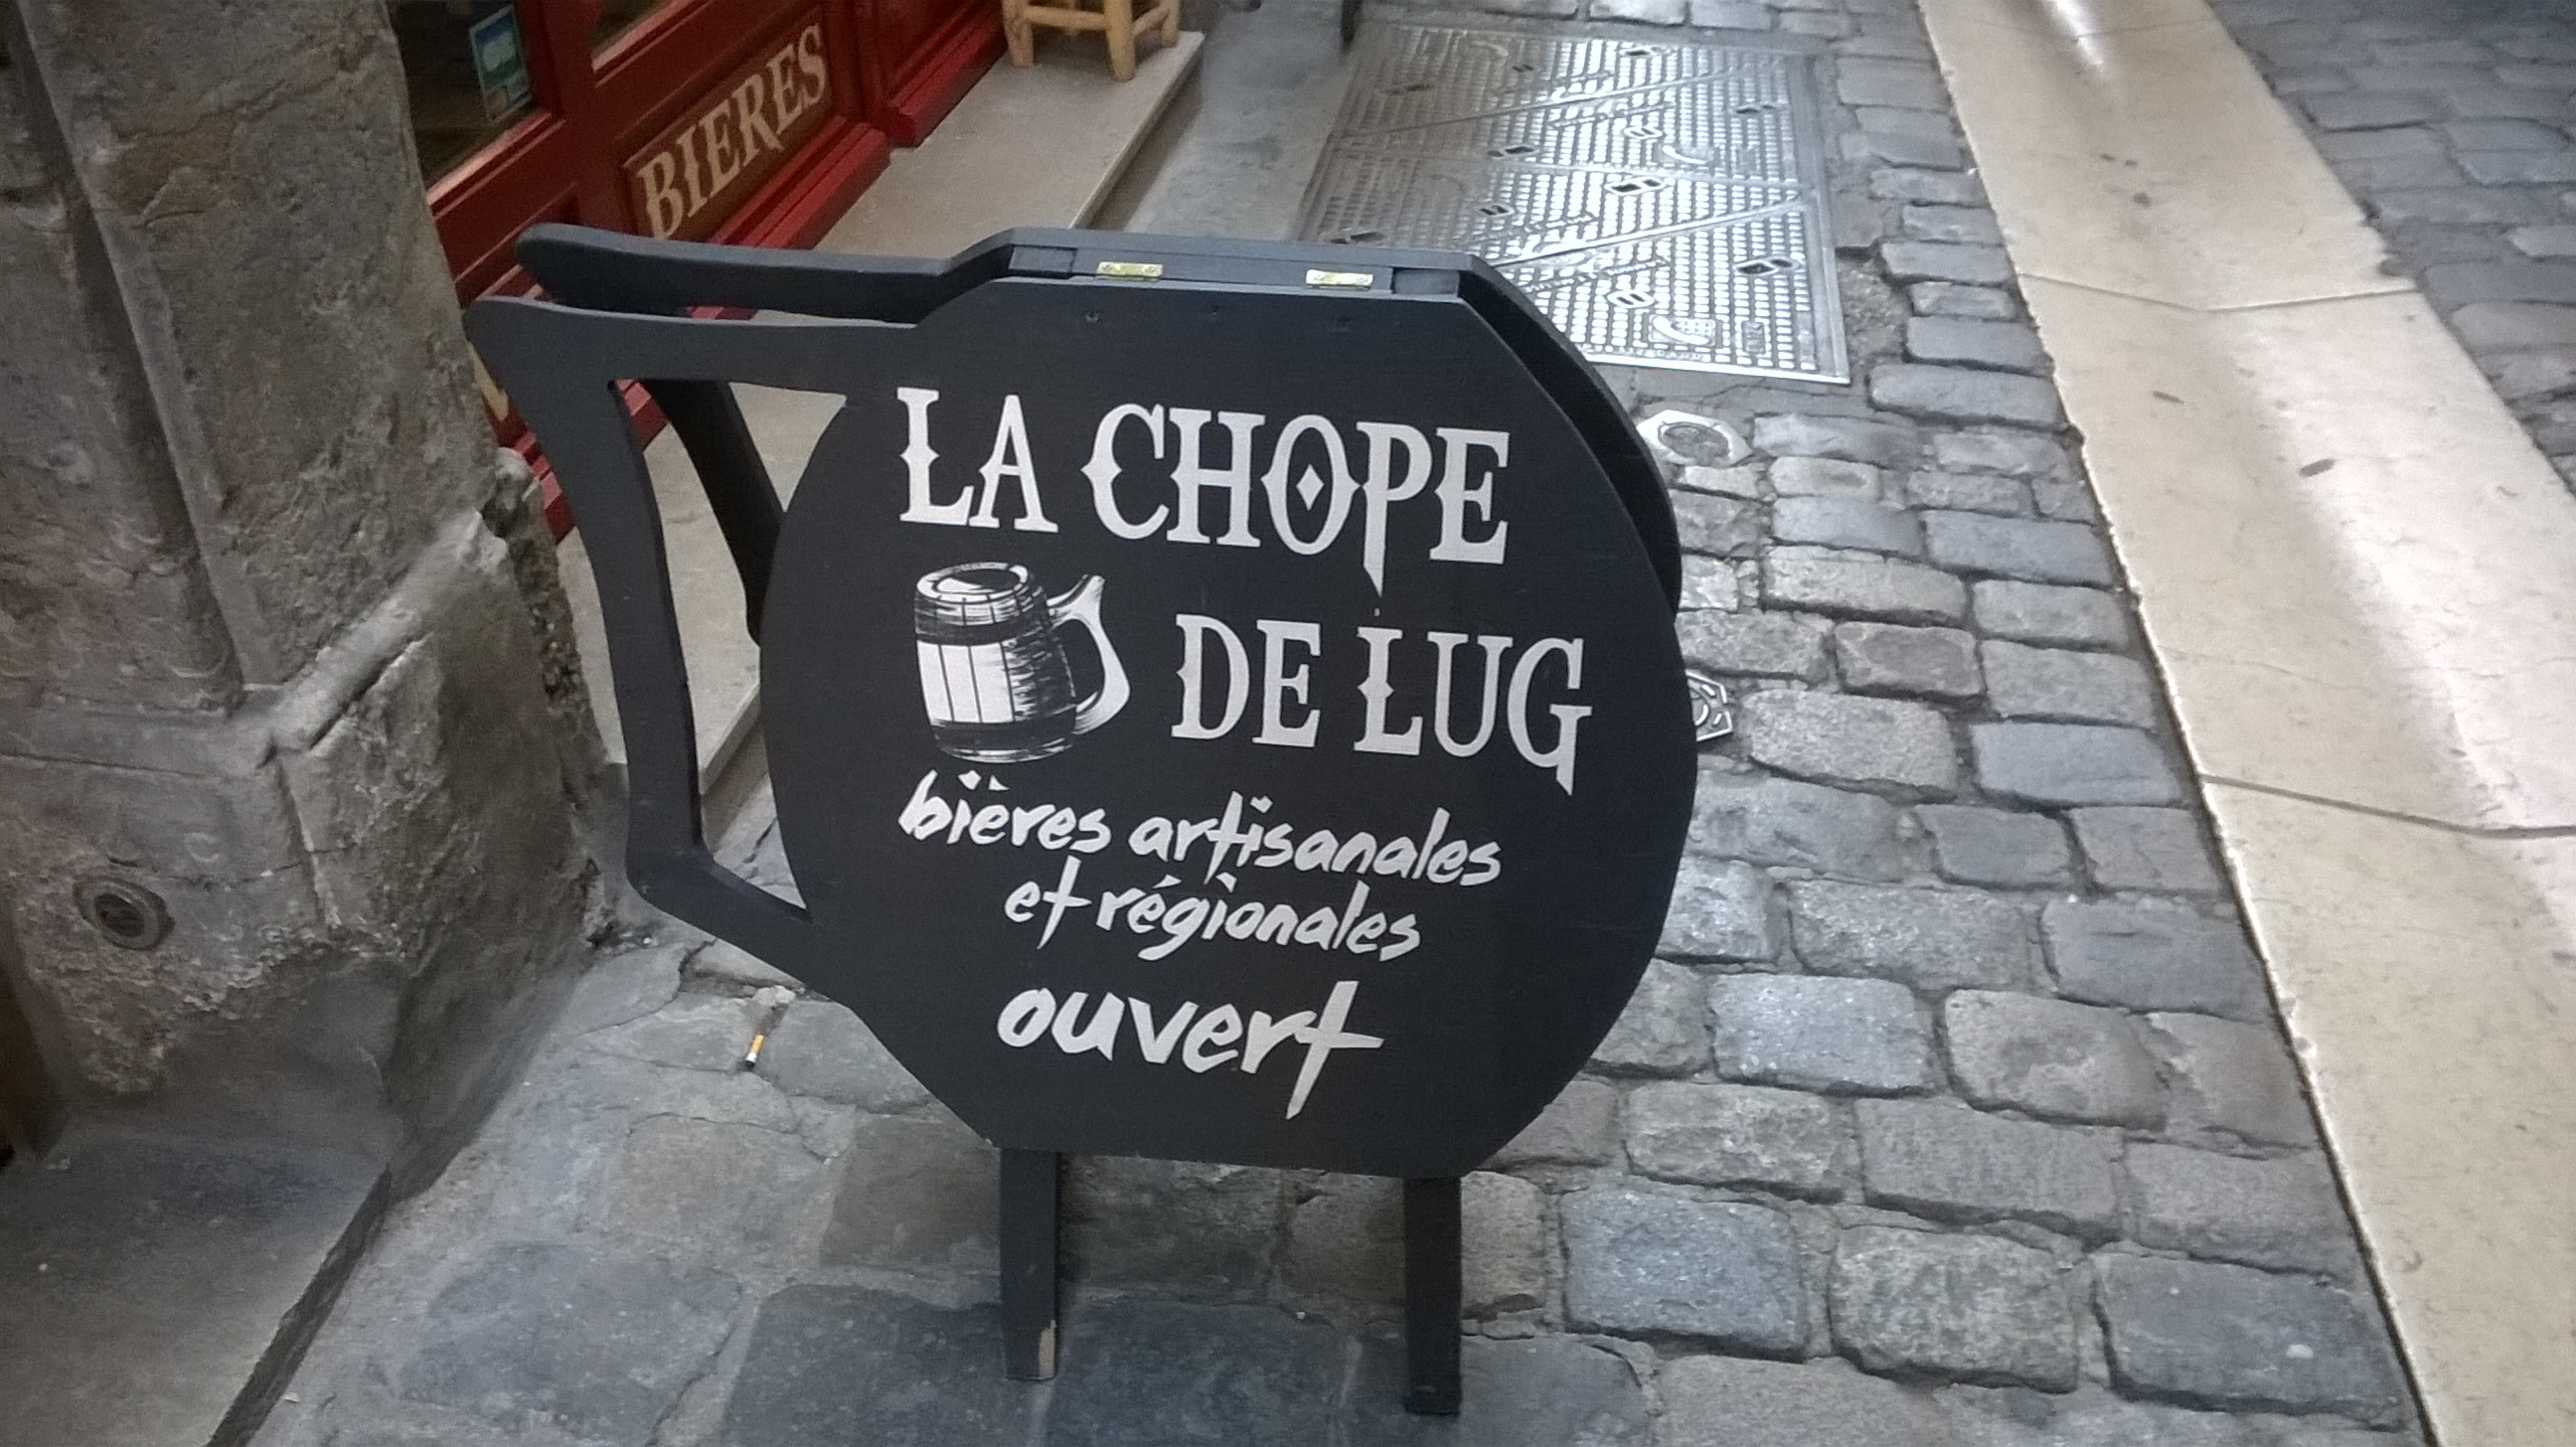 BIERES
LA CHOPE
DE LUG
bières artisanales
et régionales
ouvert